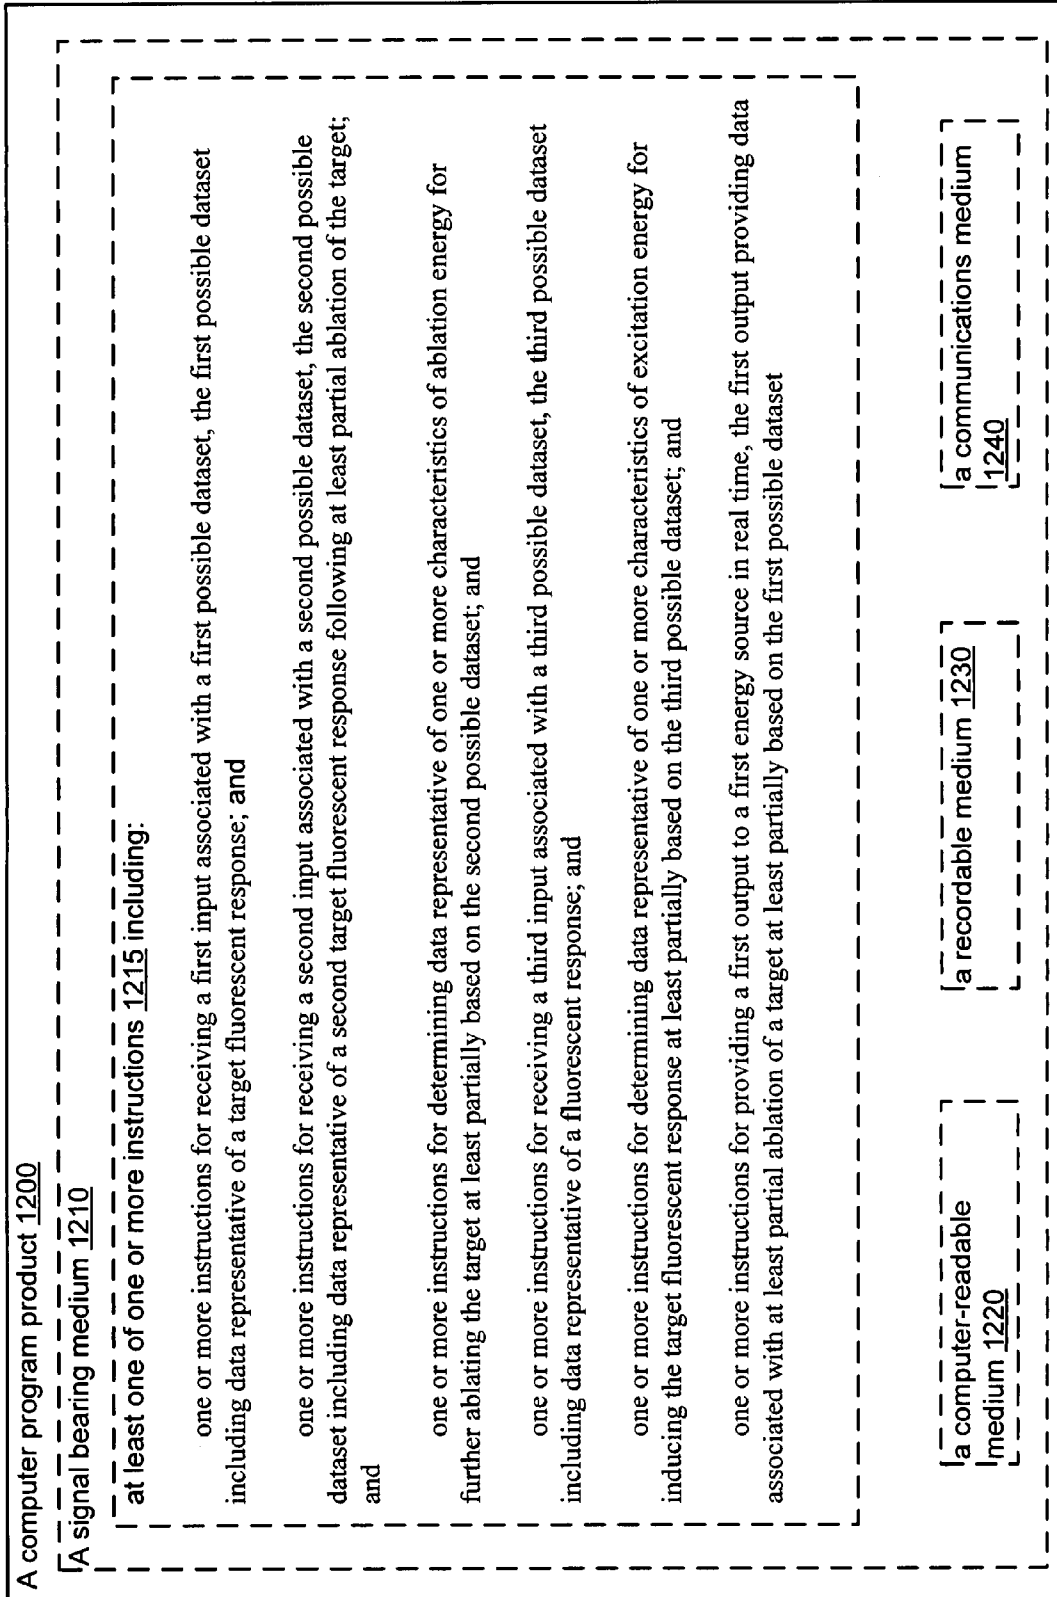 A computer program product 1200
A signal bearing medium 1210
at least one of one or more instructions 1215 including:
one or more instructions for receiving a first input associated with a first possible dataset, the first possible dataset
including data representative of a target fluorescent response; and
one or more instructions for receiving a second input associated with a second possible dataset, the second possible
dataset including data representative of a second target fluorescent response following at least partial ablation of the target;
and
one or more instructions for determining data representative of one or more characteristics of ablation energy for
further ablating the target at least partially based on the second possible dataset; and
one or more instructions for receiving a third input associated with a third possible dataset, the third possible dataset
including data representative of a fluorescent response; and
one or more instructions for determining data representative of one or more characteristics of excitation energy for
inducing the target fluorescent response at least partially based on the third possible dataset; and
one or more instructions for providing a first output to a first energy source in real time, the first output providing data
associated with at least partial ablation of a target at least partially based on the first possible dataset
a computer-readable
medium 1220
a recordable medium 1230
a communications medium
1240